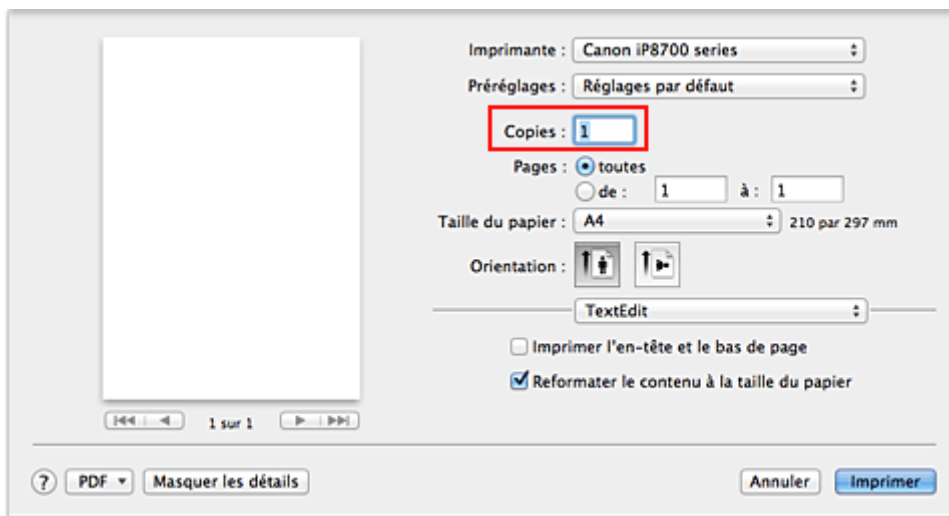 Imprimante : Canon iP8700 series
Préréglages : Réglages par défaut
Copies : 1
Pages : toutes
de : 1 à : 1
Taille du papier : A4 210 par 297 mm
Orientation :
TextEdit
Imprimer l'en-tête et le bas de page
Reformater le contenu à la taille du papier
1 sur 1
? PDF Masquer les détails Annuler Imprimer